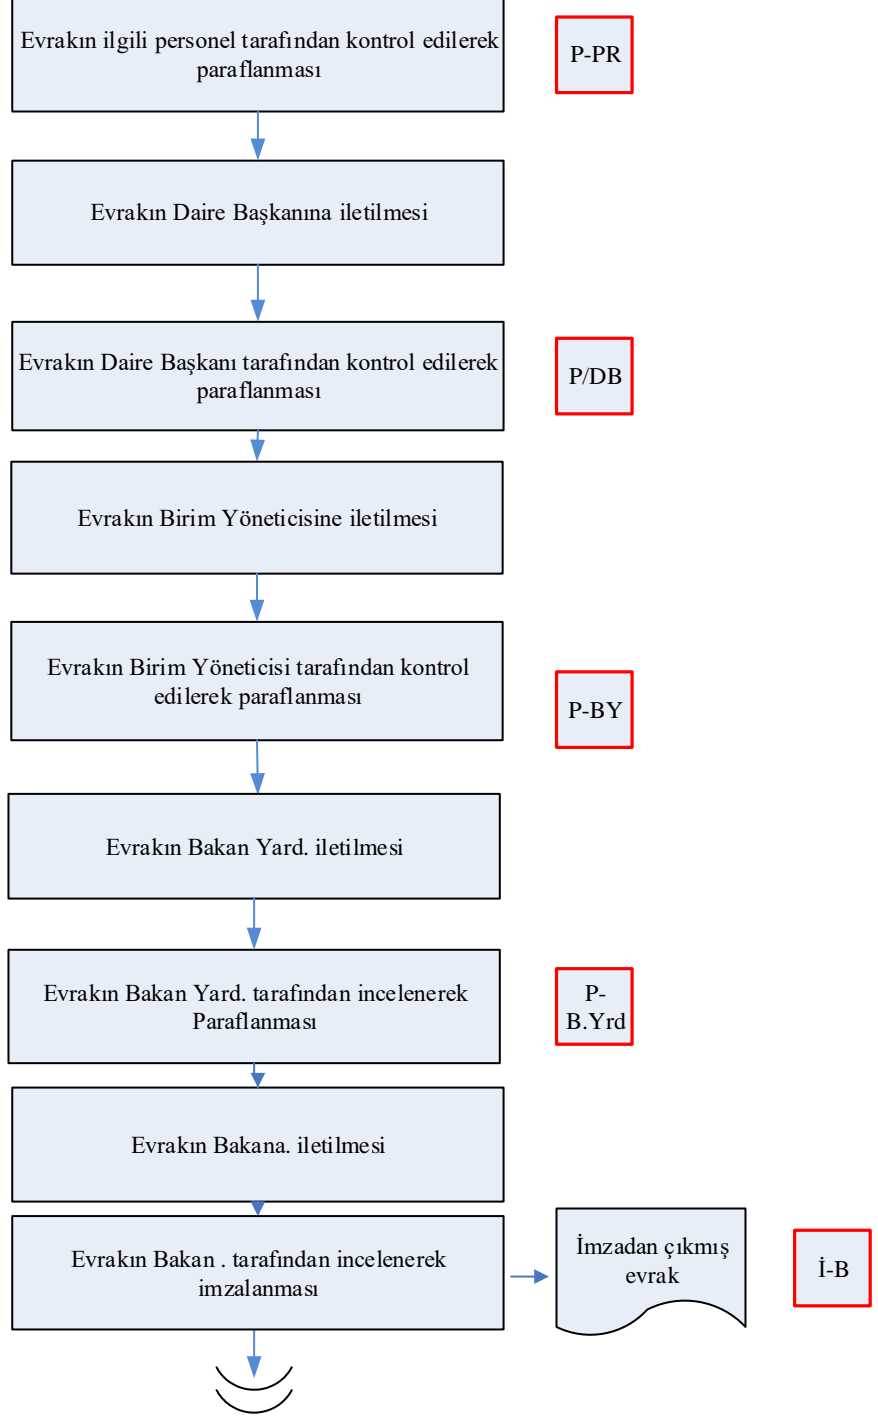 Evrakın ilgili personel tarafından kontrol edilerek
paraflanması
P-PR
Evrakın Daire Başkanına iletilmesi
Evrakın Daire Başkanı tarafından kontrol edilerek
paraflanması
P/DB
Evrakın Birim Yöneticisine iletilmesi
Evrakın Birim Yöneticisi tarafından kontrol
edilerek paraflanması
P-BY
Evrakın Bakan Yard. iletilmesi
Evrakın Bakan Yard. tarafından incelenerek
Paraflanması
P-
B.Yrd
Evrakın Bakana. iletilmesi
Evrakın Bakan . tarafından incelenerek
imzalanması
İmzadan çıkmış
evrak
İ-B